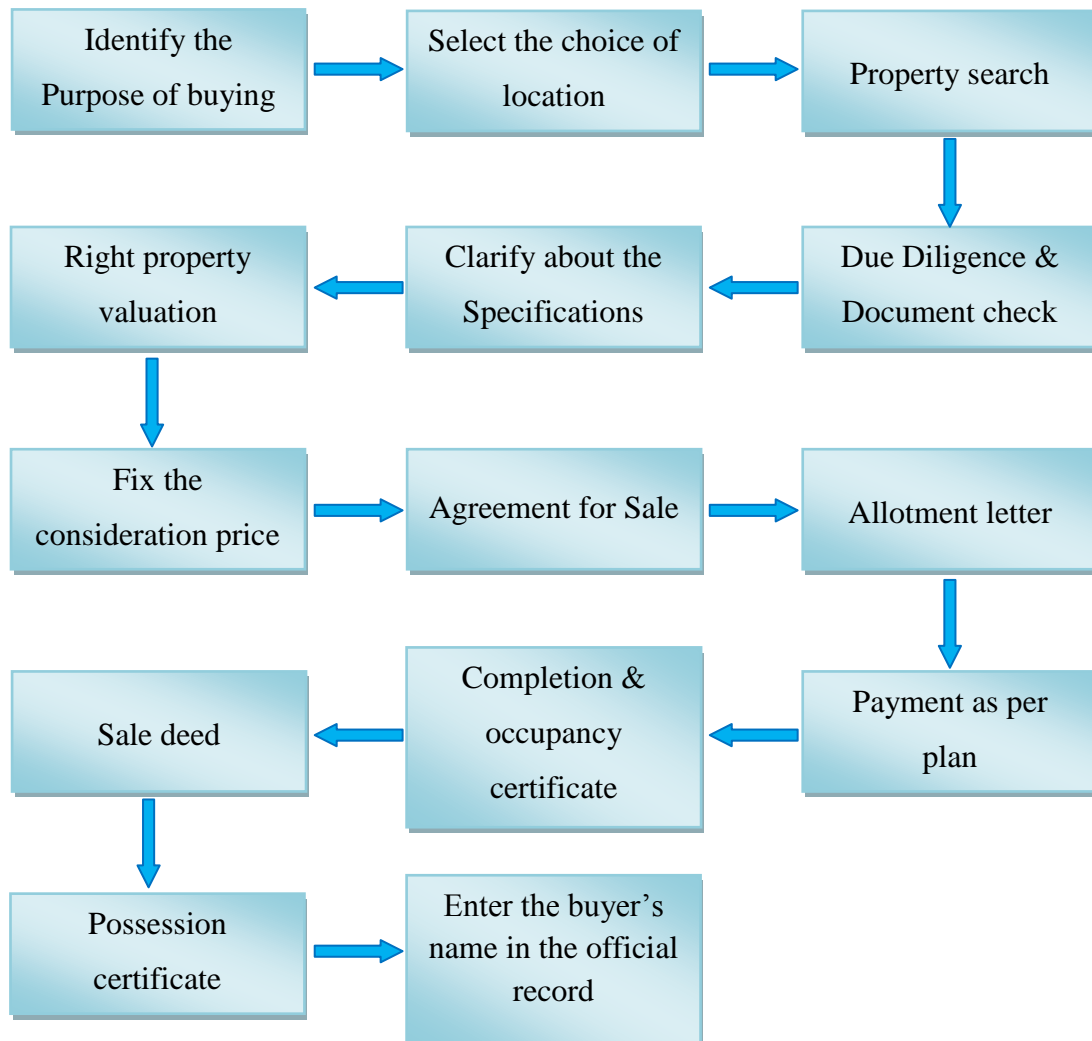 Identify the
Purpose of buying
Select the choice of
location
Property search
Due Diligence &
Document check
Clarify about the
Specifications
Right property
valuation
Fix the
consideration price
Agreement for Sale
Allotment letter
Payment as per
plan
Completion &
occupancy
certificate
Sale deed
Possession
certificate
Enter the buyer’s
name in the official
record